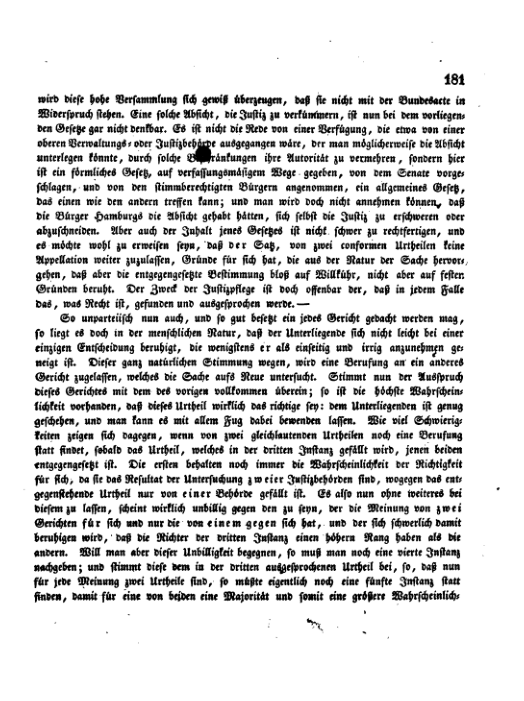 181
wird diese hohe Versammlung sich gewiß überzeugen, daß sie nicht mit der Bundesacte in
Widerspruch stehen. Eine solche Absicht, die Justiz zu verkümmern, ist nun bei dem vorliegen-
den Gesetze gar nicht denkbar. Es ist nicht die Rede von einer Verfügung, die etwa von einer
oberen Verwaltungs- oder Justizbehörde ausgegangen wäre, der man möglicherweise die Absicht
unterlegen könnte, durch solche ränkungen ihre Autorität zu vermehren, sondern hier
ist ein förmliches Gesetz, auf verfassungsmäsigem Wege gegeben, von dem Senate vorge-
schlagen, und von den stimmberechtigten Bürgern angenommen, ein allgemeines Gesetz,
das einen wie den andern treffen kann; und man wird doch nicht annehmen können, daß
die Bürger Hamburgs die Absicht gehabt hätten, sich selbst die Justiz zu erschweren oder
abzuschneiden. Aber auch der Inhalt jenes Gesetzes ist nicht schwer zu rechtfertigen, und
es möchte wohl zu erweisen seyn, daß der Satz, von zwei conformen Urtheilen keine
Appellation weiter zuzulassen, Gründe für sich hat, die aus der Natur der Sache hervor-
gehen, daß aber die entgegengesetzte Bestimmung bloß auf Willkühr, nicht aber auf festen
Gründen beruht. Der Zweck der Justizpflege ist doch offenbar der, daß in jedem Falle
das, was Recht ist, gefunden und ausgesprochen werde. —
So unparteiisch nun auch, und so gut besetzt ein jedes Gericht gedacht werden mag,
so liegt es doch in der menschlichen Natur, daß der Unterliegende sich nicht leicht bei einer
einzigen Entscheidung beruhigt, die wenigstens er als einseitig und irrig anzunehmen ge-
neigt ist. Dieser ganz natürlichen Stimmung wegen, wird eine Berufung an ein anderes
Gericht zugelassen, welches die Sache aufs Neue untersucht. Stimmt nun der Ausspruch
dieses Gerichtes mit dem des vorigen vollkommen überein; so ist die höchste Wahrschein-
lichkeit vorhanden, daß dieses Urtheil wirklich das richtige sey: dem Unterliegenden ist genug
geschehen, und man kann es mit allem Fug dabei bewenden lassen. Wie viel Schwierig-
keiten zeigen sich dagegen, wenn von zwei gleichlautenden Urtheilen noch eine Berufung
statt findet, sobald das Urtheil, welches in der dritten Instanz gefällt wird, jenen beiden
entgegengesetzt ist. Die ersten behalten noch immer die Wahrscheinlichkeit der Richtigkeit
für sich, da sie das Resultat der Untersuchung zweier Justizbehörden sind, wogegen das ent-
gegenstehende Urtheil nur von einer Behörde gefällt ist. Es also nun ohne weiteres bei
diesem zu lassen, scheint wirklich unbillig gegen den zu seyn, der die Meinung von zwei
Gerichten für sich und nur die von einem gegen sich hat, und der sich schwerlich damit
beruhigen wird, daß die Richter der dritten Instanz einen höhern Rang haben als die
andern. Will man aber dieser Unbilligkeit begegnen, so muß man noch eine vierte Instanz
nachgeben; und stimmt diese dem in der dritten ausgesprochenen Urtheil bei, so, daß nun
für jede Meinung zwei Urtheile sind, so müßte eigentlich noch eine fünfte Instanz statt
finden, damit für eine von beiden eine Majorität und somit eine größere Wahrscheinlich-